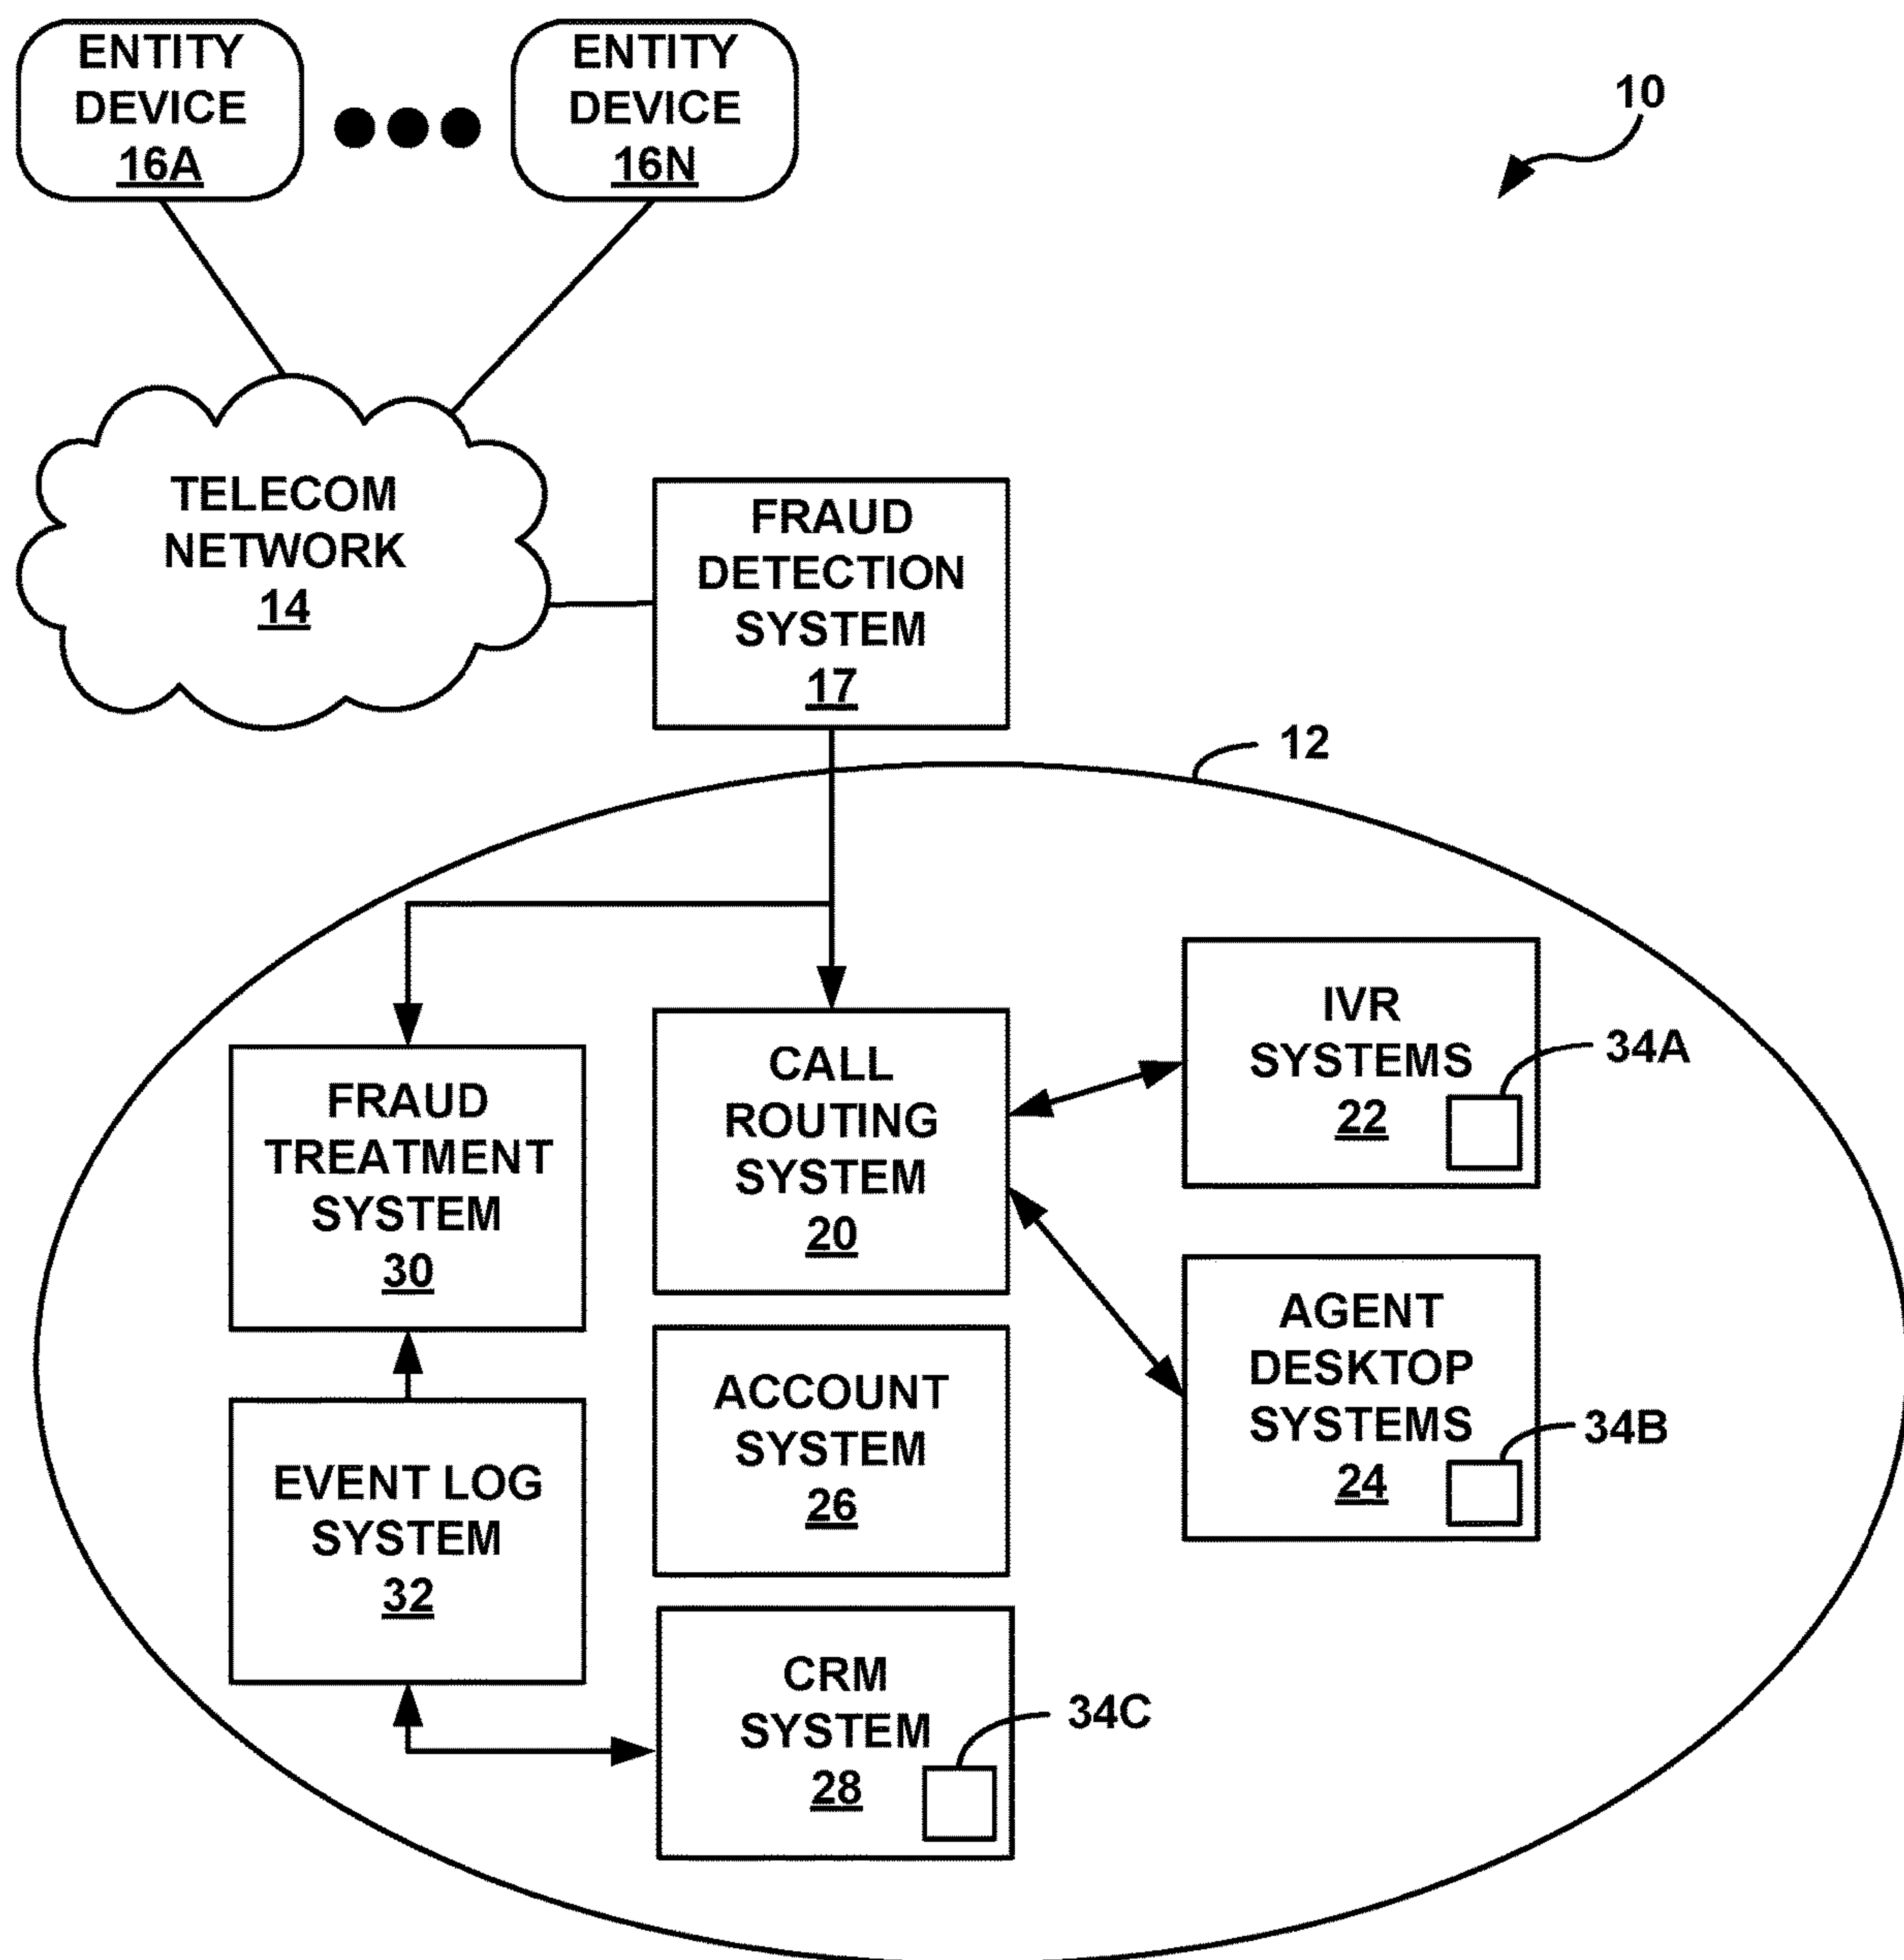 ENTITY
DEVICE
16A
ENTITY
DEVICE
16N
10
TELECOM
NETWORK
14
FRAUD
DETECTION
SYSTEM
17
12
FRAUD
TREATMENT
SYSTEM
30
CALL
ROUTING
SYSTEM
20
IVR
SYSTEMS
22
34A
AGENT
DESKTOP
SYSTEMS
24
34B
ACCOUNT
SYSTEM
26
EVENT LOG
SYSTEM
32
CRM
SYSTEM
28
34C